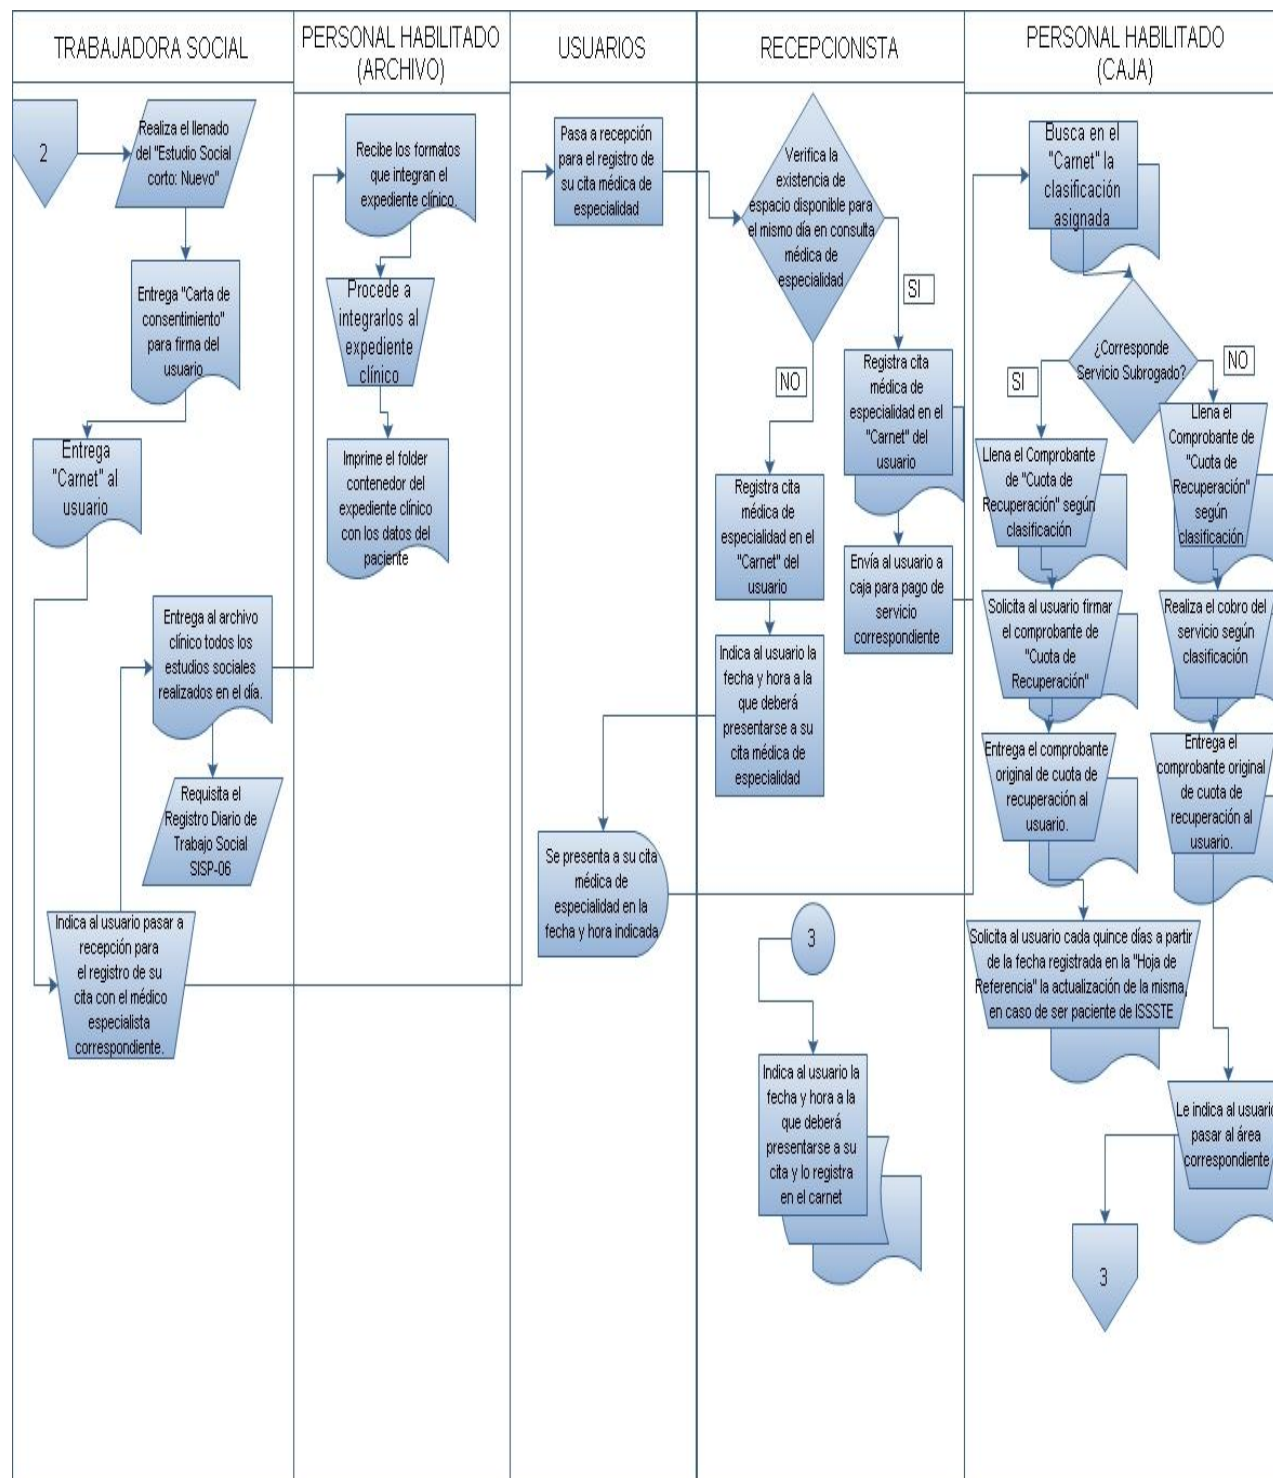 TRABAJADORA SOCIAL
PERSONAL HABILITADO
(ARCHIVO)
USUARIOS
RECEPCIONISTA
PERSONAL HABILITADO
(CAJA)
2
Realiza el llenado
del "Estudio Social
corto: Nuevo"
Entrega "Carta de
consentimiento"
para firma del
usuario
Entrega
"Carnet" al
usuario
Entrega al archivo
clínico todos los
estudios sociales
realizados en el día.
Requisita el
Registro Diario de
Trabajo Social
SISP-06
Indica al usuario pasar a
recepción para
el registro de su
cita con el médico
especialista
correspondiente.
Recibe los formatos
que integran el
expediente clínico.
Procede a
integrarlos al
expediente
clínico
Imprime el folder
contenedor del
expediente clínico
con los datos del
paciente
Pasa a recepción
para el registro de
su cita médica de
especialidad
Se presenta a su cita
médica de
especialidad en la
fecha y hora indicada
Verifica la
existencia de
espacio disponible para
el mismo día en consulta
médica de
especialidad
SI
NO
Registra cita
médica de
especialidad en el
"Carnet" del
usuario
Envía al usuario a
caja para pago de
servicio
correspondiente
Registra cita
médica de
especialidad en el
"Carnet" del
usuario
Indica al usuario la
fecha y hora a la
que deberá
presentarse a su
cita médica de
especialidad
3
Indica al usuario la
fecha y hora a la
que deberá
presentarse a su
cita y lo registra
en el carnet
Busca en el
"Carnet" la
clasificación
asignada
¿Corresponde
Servicio Subrogado?
SI
NO
Llena el Comprobante
de "Cuota de
Recuperación" según
clasificación
Solicita al usuario firmar
el comprobante de
"Cuota de
Recuperación"
Entrega el comprobante
original de cuota de
recuperación al
usuario.
Solicita al usuario cada quince días a partir
de la fecha registrada en la "Hoja de
Referencia" la actualización de la misma,
en caso de ser paciente de ISSSTE
Llena el
Comprobante de
"Cuota de
Recuperación"
según
clasificación
Realiza el cobro del
servicio según
clasificación
Entrega el
comprobante original
de cuota de
recuperación al
usuario.
Le indica al usuario
pasar al área
correspondiente
3